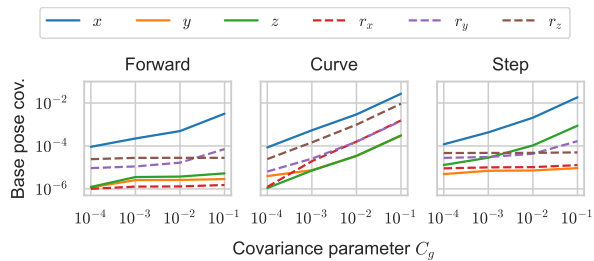 x y z r_x r_y r_z
Forward Curve Step
Base pose cov.
10^{-2}
10^{-4}
10^{-6}
10^{-4} 10^{-3} 10^{-2} 10^{-1} 10^{-4} 10^{-3} 10^{-2} 10^{-1} 10^{-4} 10^{-3} 10^{-2} 10^{-1}
Covariance parameter C_g